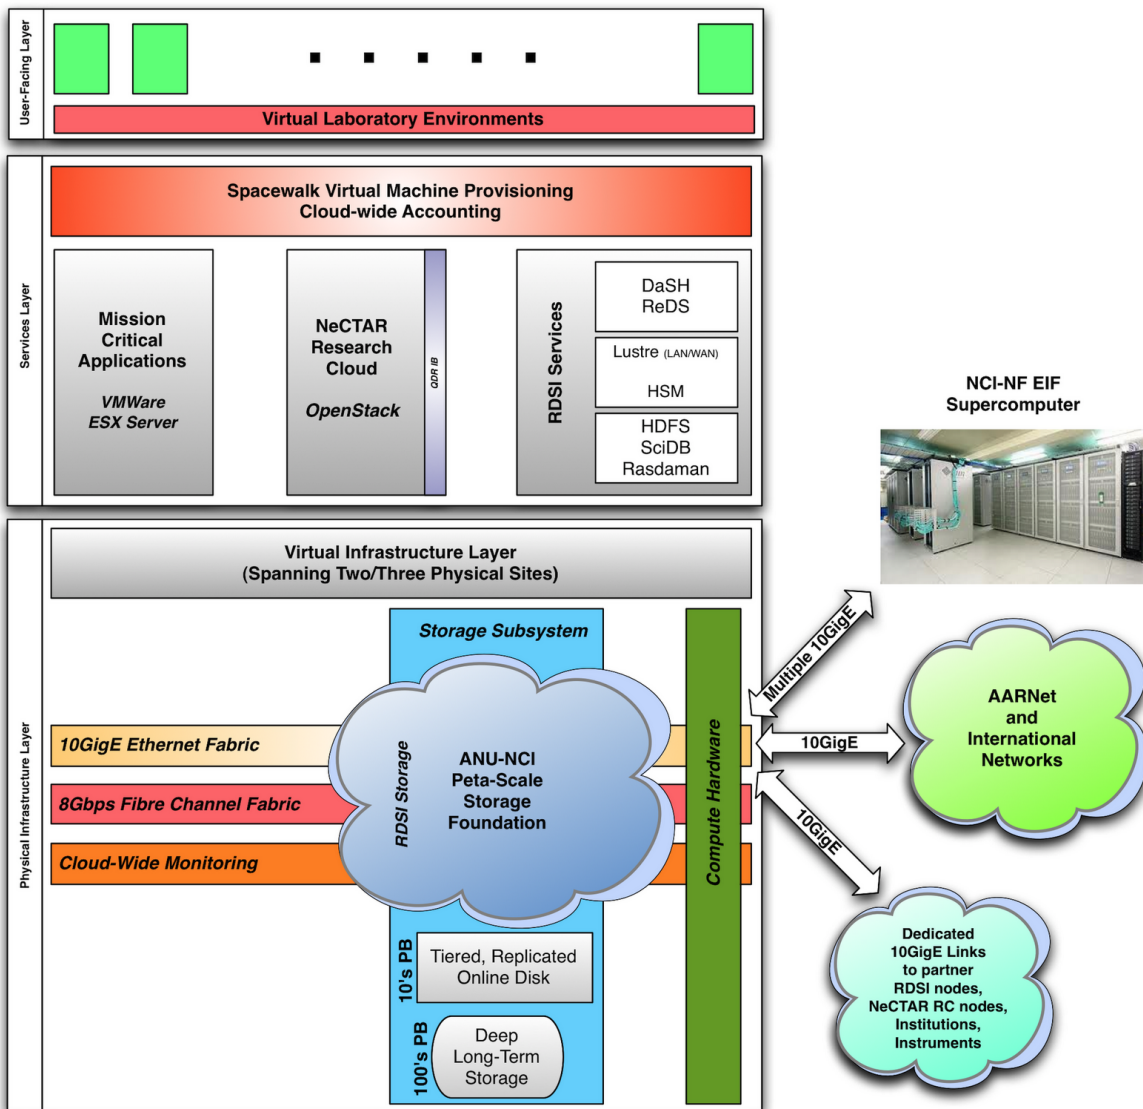 User-Facing Layer
Virtual Laboratory Environments
Services Layer
Spacewalk Virtual Machine Provisioning
Cloud-wide Accounting
Mission
Critical
Applications
VMWare
ESX Server
NeCTAR
Research
Cloud
OpenStack
QDR IB
RDSI Services
DaSH
ReDS
Lustre (LAN/WAN)
HSM
HDFS
SciDB
Rasdaman
NCI-NF EIF
Supercomputer
Physical Infrastructure Layer
Virtual Infrastructure Layer
(Spanning Two/Three Physical Sites)
Storage Subsystem
10GigE Ethernet Fabric
8Gbps Fibre Channel Fabric
Cloud-Wide Monitoring
RDSI Storage
ANU-NCI
Peta-Scale
Storage
Foundation
Compute Hardware
10's PB
Tiered, Replicated
Online Disk
100's PB
Deep
Long-Term
Storage
Multiple 10GigE
10GigE
10GigE
AARNet
and
International
Networks
Dedicated
10GigE Links
to partner
RDSI nodes,
NeCTAR RC nodes,
Institutions,
Instruments